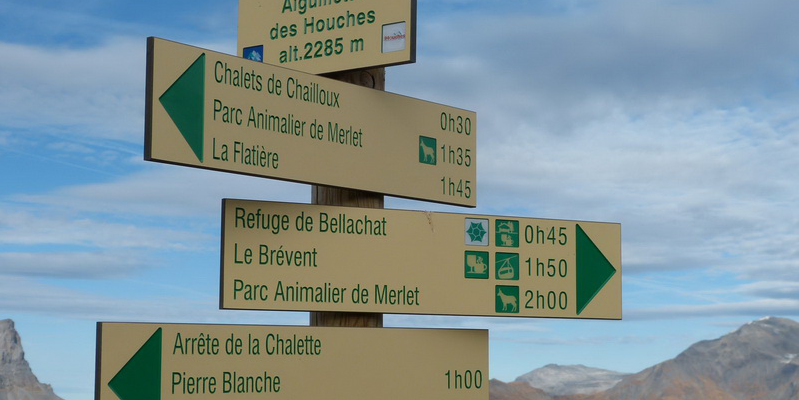 Aiguillette
des Houches
alt.2285 m
Chalets de Chailloux 0h30
Parc Animalier de Merlet 1h35
La Flatière 1h45
Refuge de Bellachat 0h45
Le Brévent 1h50
Parc Animalier de Merlet 2h00
Arrête de la Chalette
Pierre Blanche 1h00